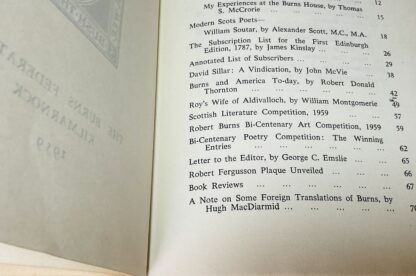 My Experiences at the Burns House, by Thomas
S. McCrorie ... ... ... ... ... 12
Modern Scots Poets— 15
William Soutar, by Alexander Scott, M.C., M.A. 18
The Subscription List for the First Edinburgh
Edition, 1787, by James Kinslay ... ... 26
Annotated List of Subscribers ... ... ... 29
David Sillar: A Vindication, by John McVie ... 38
Burns and America To-day, by Robert Donald
Thornton ... ... ... ... ... ... 42
Roy's Wife of Aldivalloch, by William Montgomerie 49
Scottish Literature Competition, 1959 ... ... 57
Robert Burns Bi-Centenary Art Competition, 1959 59
Bi-Centenary Poetry Competition: The Winning
Entries ... ... ... ... ... ... 62
Letter to the Editor, by George C. Emslie ... 65
Robert Fergusson Plaque Unveiled ... ... 66
Book Reviews ... ... ... ... ... 67
A Note on Some Foreign Translations of Burns, by
Hugh MacDiarmid ... ... ... ... 70
THE BURNS FEDERATION
KILMARNOCK
1959